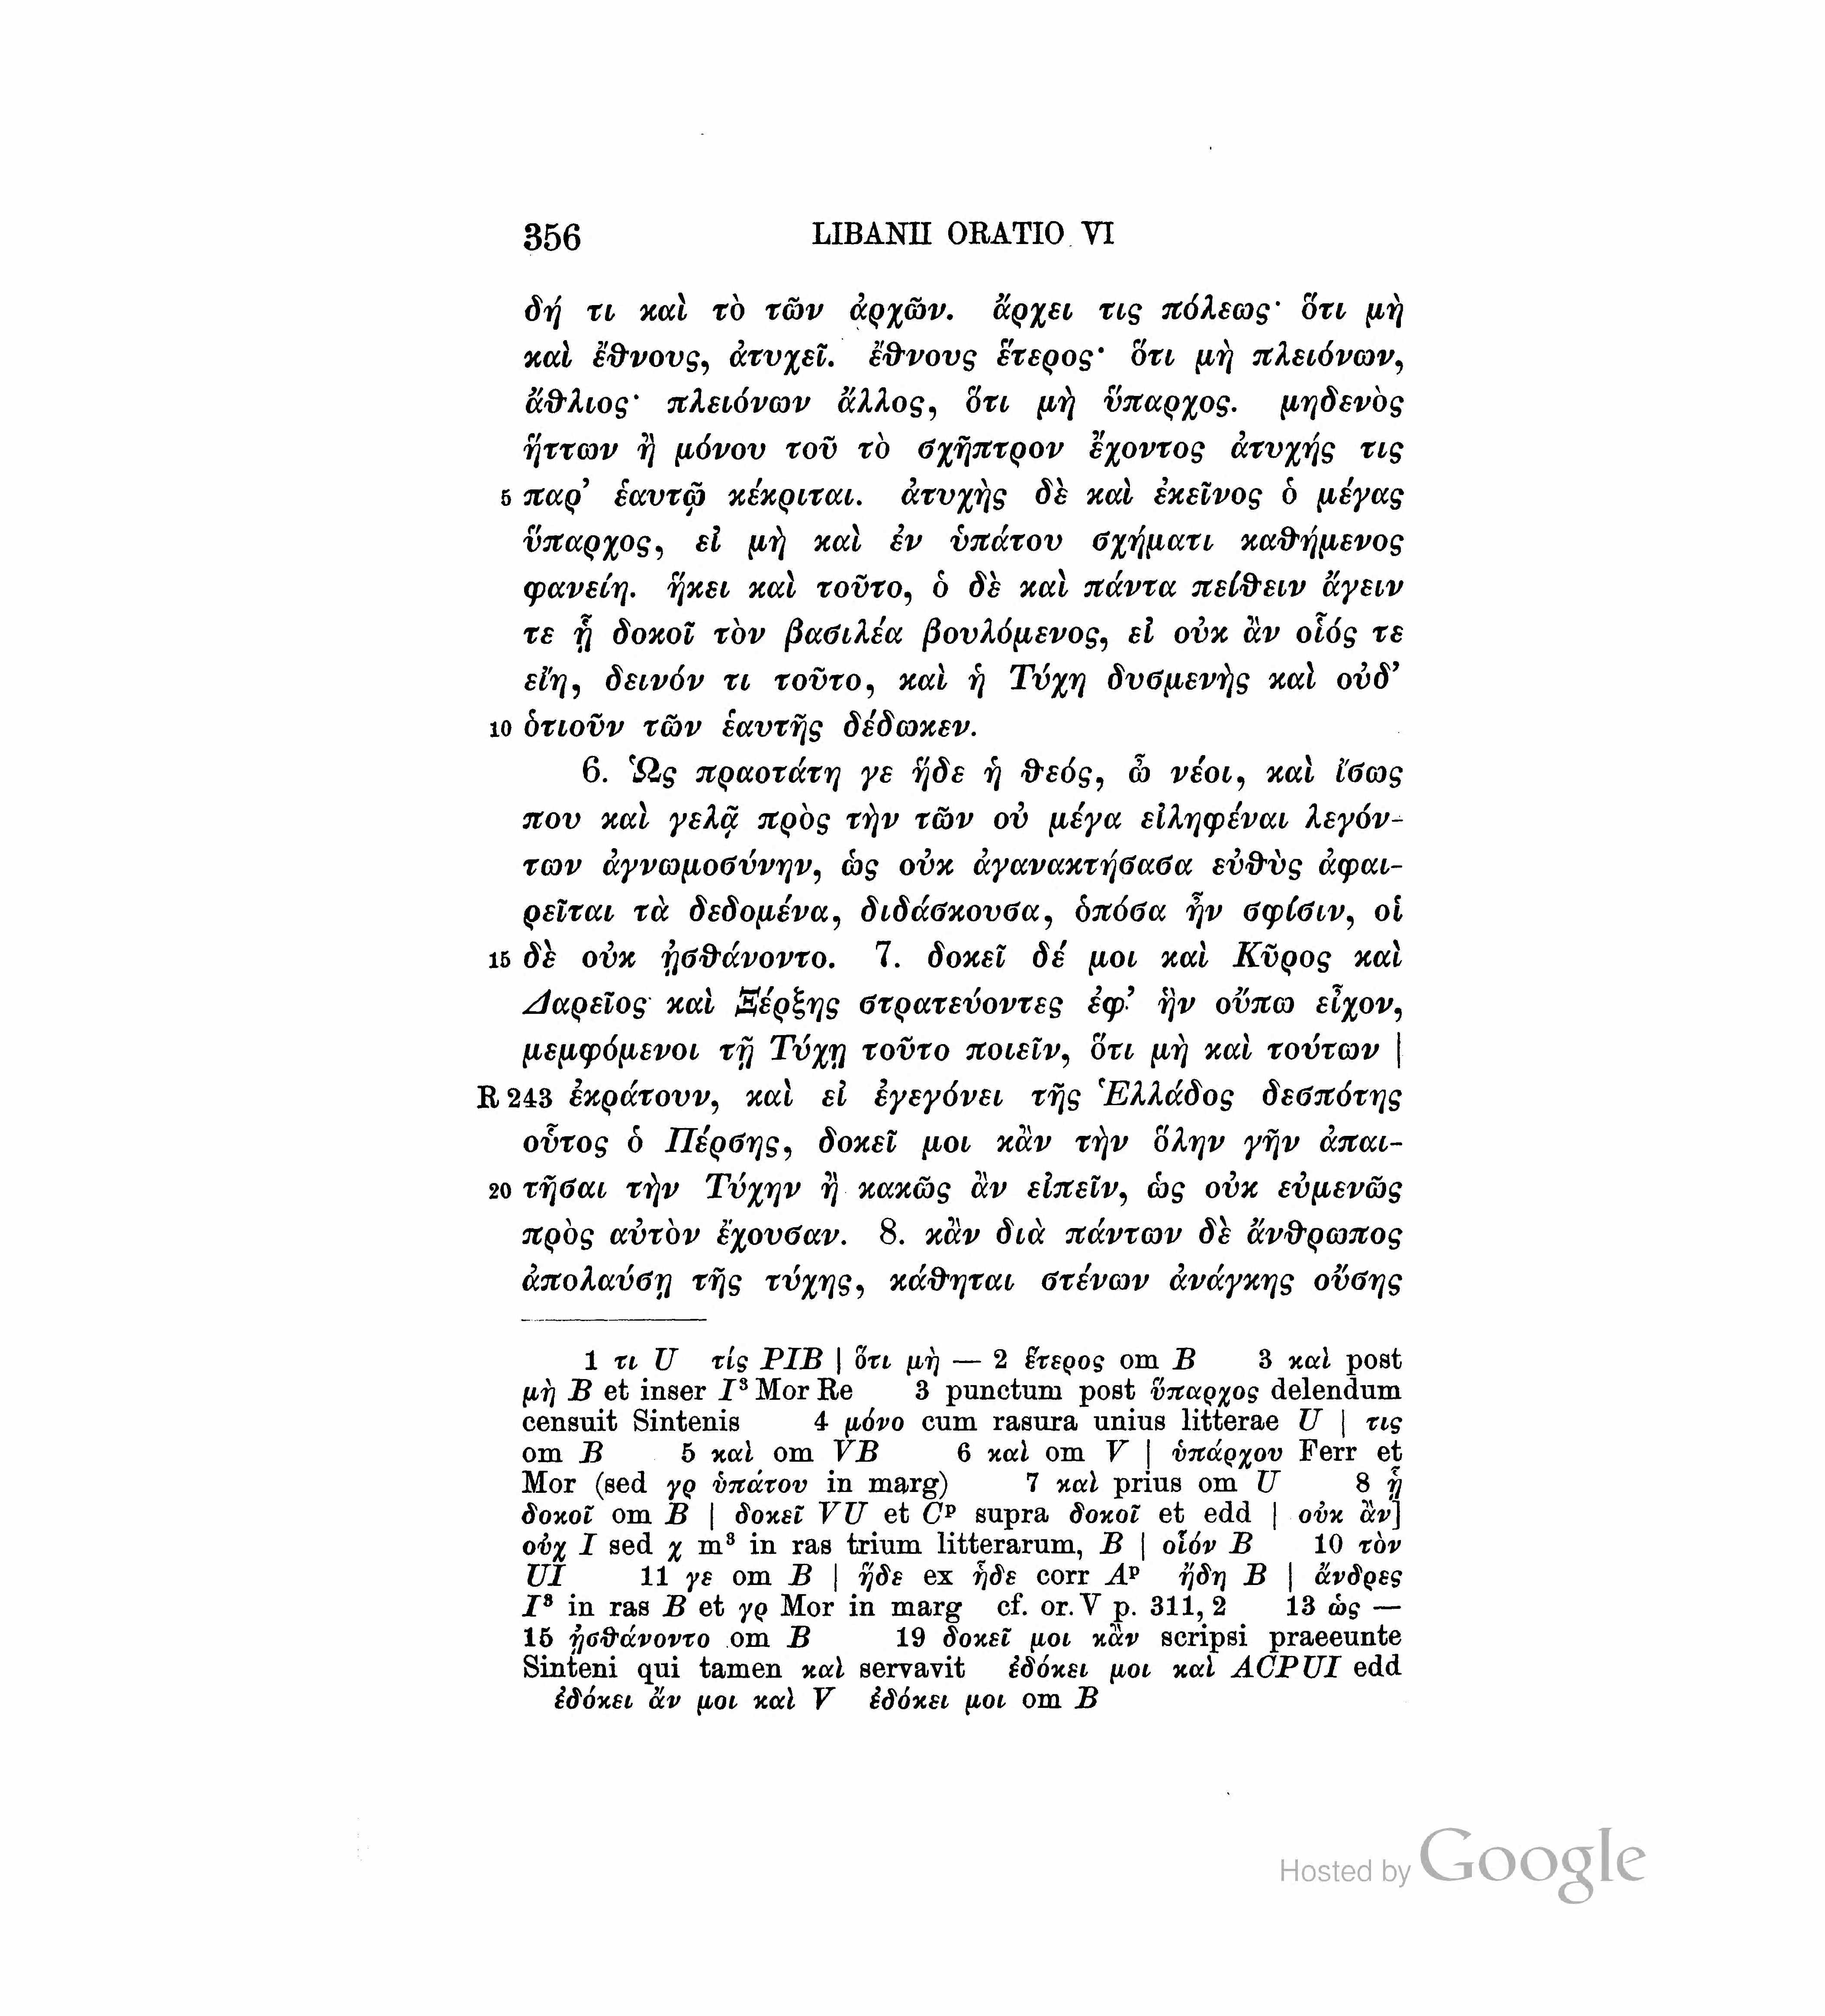 356 LIBANII ORATIO VI
δή τι καὶ τὸ τῶν ἀρχῶν. ἄρχει τις πόλεως· ὅτι μὴ
καὶ ἔθνους, ἀτυχεῖ. ἔθνους ἕτερος· ὅτι μὴ πλειόνων,
ἄθλιος· πλειόνων ἄλλος, ὅτι μὴ ὕπαρχος. μηδενὸς
ἥττων ἢ μόνου τοῦ τὸ σχῆπτρον ἔχοντος ἀτυχής τις
5 παρ’ ἑαυτῷ κέκριται. ἀτυχὴς δὲ καὶ ἐκεῖνος ὁ μέγας
ὕπαρχος, εἰ μὴ καὶ ἐν ὑπάτου σχήματι καθήμενος
φανείη. ἥκει καὶ τοῦτο, ὁ δὲ καὶ πάντα πείθειν ἄγειν
τε ᾗ δοκοῖ τὸν βασιλέα βουλόμενος, εἰ οὐκ ἂν οἷός τε
εἴη, δεινόν τι τοῦτο, καὶ ἡ Τύχη δυσμενὴς καὶ οὐδ’
10 ὁτιοῦν τῶν ἑαυτῆς δέδωκεν.
6. Ὡς πραοτάτη γε ἥδε ἡ θεός, ὦ νέοι, καὶ ἴσως
που καὶ γελᾷ πρὸς τὴν τῶν οὐ μέγα εἰληφέναι λεγόν-
των ἀγνωμοσύνην, ὡς οὐκ ἀγανακτήσασα εὐθὺς ἀφαι-
ρεῖται τὰ δεδομένα, διδάσκουσα, ὁπόσα ἦν σφίσιν, οἱ
15 δὲ οὐκ ᾐσθάνοντο. 7. δοκεῖ δέ μοι καὶ Κῦρος καὶ
Δαρεῖος καὶ Ξέρξης στρατεύοντες ἐφ’ ἣν οὔπω εἶχον,
μεμφόμενοι τῇ Τύχῃ τοῦτο ποιεῖν, ὅτι μὴ καὶ τούτων |
R 243 ἐκράτουν, καὶ εἰ ἐγεγόνει τῆς Ἑλλάδος δεσπότης
οὗτος ὁ Πέρσης, δοκεῖ μοι κἂν τὴν ὅλην γῆν ἀπαι-
20 τῆσαι τὴν Τύχην ἢ κακῶς ἂν εἰπεῖν, ὡς οὐκ εὐμενῶς
πρὸς αὐτὸν ἔχουσαν. 8. κἂν διὰ πάντων δὲ ἄνθρωπος
ἀπολαύσῃ τῆς τύχης, κάθηται στένων ἀνάγκης οὔσης
1 τι U τίς PIB | ὅτι μὴ — 2 ἕτερος om B 3 καὶ post
μὴ B et inser I³ Mor Re 3 punctum post ὕπαρχος delendum
censuit Sintenis 4 μόνο cum rasura unius litterae U | τις
om B 5 καὶ om VB 6 καὶ om V | ὑπάρχου Ferr et
Mor (sed γρ ὑπάτου in marg) 7 καὶ prius om U 8 ᾗ
δοκοῖ om B | δοκεῖ VU et Cᵖ supra δοκοῖ et edd | οὐκ ἂν]
οὐχ I sed χ m³ in ras trium litterarum, B | οἷόν B 10 τὸν
UI 11 γε om B | ἥδε ex ἦδε corr Aᵖ ἤδη B | ἄνδρες
I³ in ras B et γρ Mor in marg cf. or. V p. 311, 2 13 ὡς —
15 ᾐσθάνοντο om B 19 δοκεῖ μοι κἂν scripsi praeeunte
Sinteni qui tamen καὶ servavit ἐδόκει μοι καὶ ACPUI edd
ἐδόκει ἄν μοι καὶ V ἐδόκει μοι om B
Hosted by Google